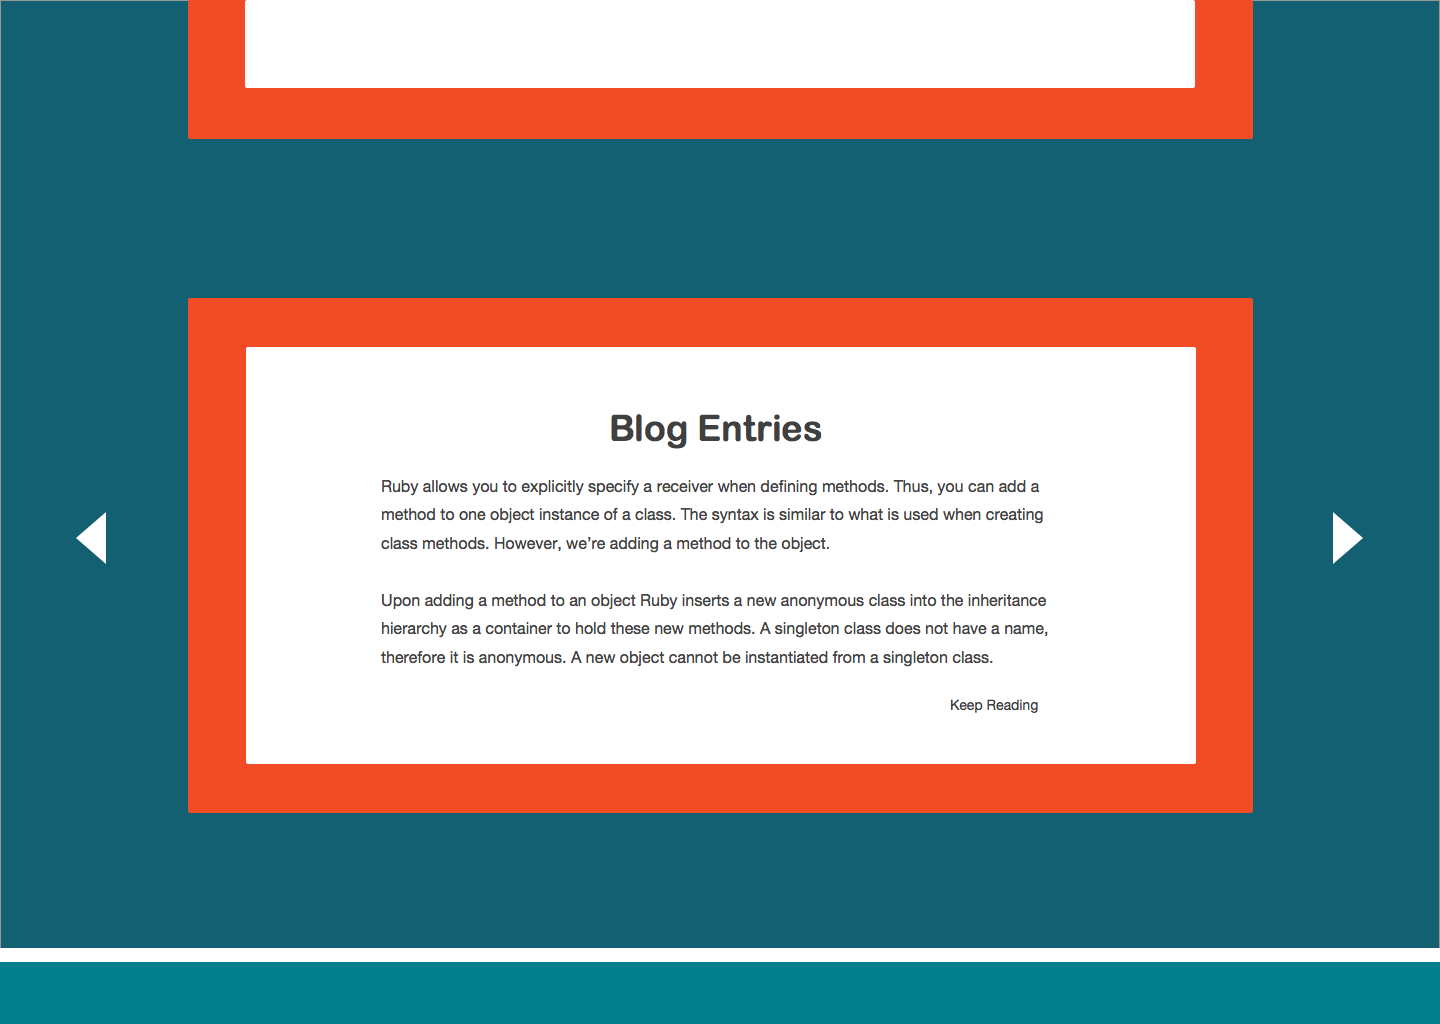 Blog Entries
Ruby allows you to explicitly specify a receiver when defining methods. Thus, you can add a
method to one object instance of a class. The syntax is similar to what is used when creating
class methods. However, we’re adding a method to the object.
Upon adding a method to an object Ruby inserts a new anonymous class into the inheritance
hierarchy as a container to hold these new methods. A singleton class does not have a name,
therefore it is anonymous. A new object cannot be instantiated from a singleton class.
Keep Reading